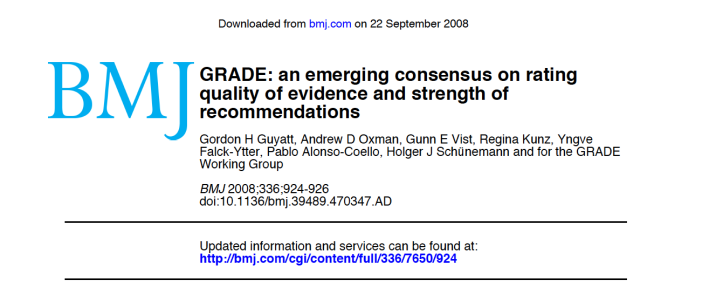 Downloaded from bmj.com on 22 September 2008
BMJ
GRADE: an emerging consensus on rating
quality of evidence and strength of
recommendations
Gordon H Guyatt, Andrew D Oxman, Gunn E Vist, Regina Kunz, Yngve
Falck-Ytter, Pablo Alonso-Coello, Holger J Schünemann and for the GRADE
Working Group
BMJ 2008;336;924-926
doi:10.1136/bmj.39489.470347.AD
Updated information and services can be found at:
http://bmj.com/cgi/content/full/336/7650/924